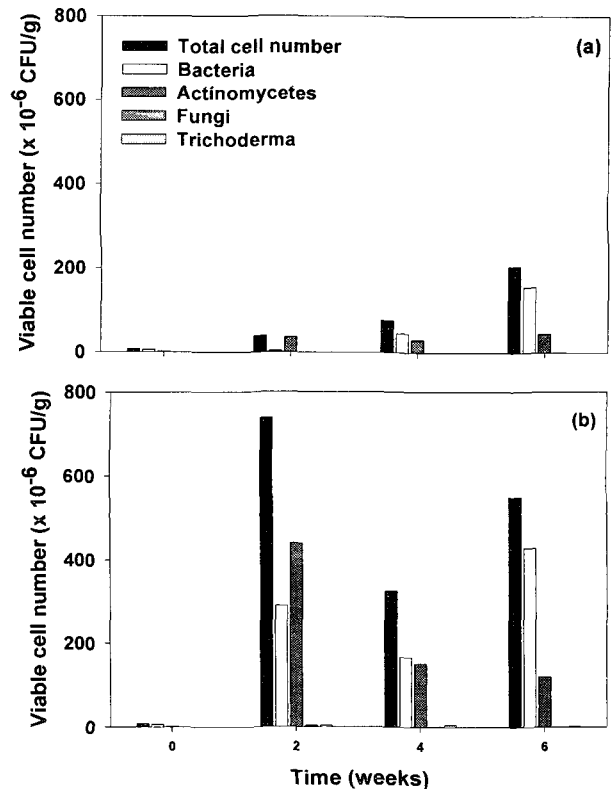 800
600
400
200
0
Viable cell number (x 10-6 CFU/g)
Total cell number
Bacteria
Actinomycetes
Fungi
Trichoderma
(a)
800
600
400
200
0
Viable cell number (x 10-6 CFU/g)
(b)
0 2 4 6
Time (weeks)